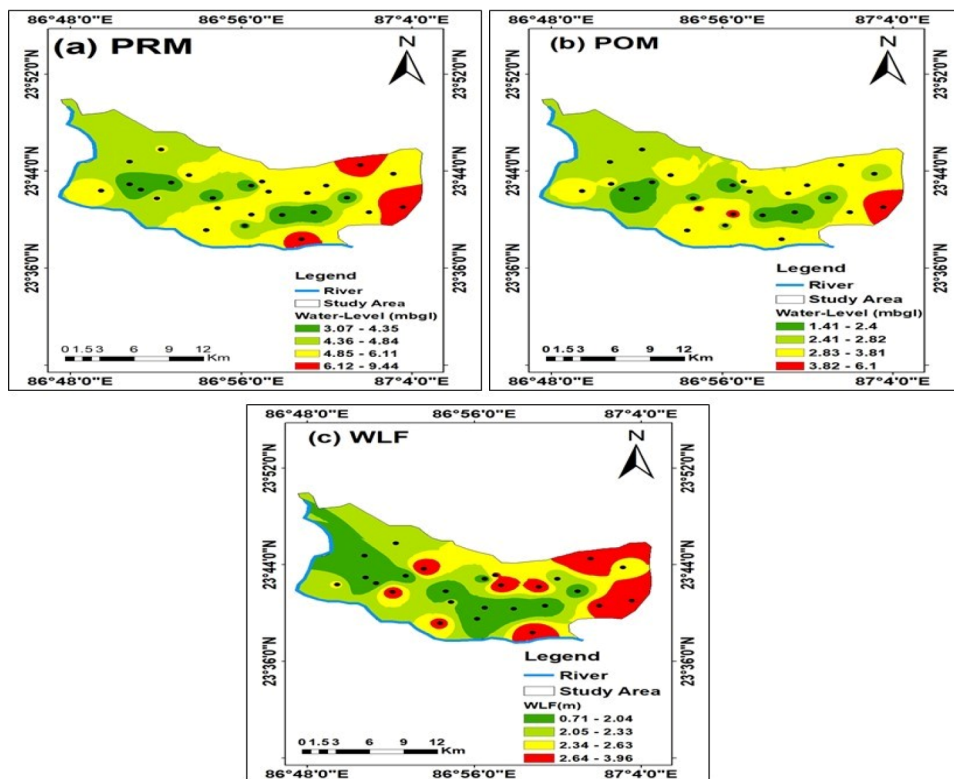 86°48'0"E 86°56'0"E 87°4'0"E
(a) PRM
N
23°52'0"N 23°52'0"N
23°44'0"N 23°44'0"N
23°36'0"N 23°36'0"N
Legend
River
Study Area
Water-Level (mbgl)
3.07 - 4.35
4.36 - 4.84
4.85 - 6.11
6.12 - 9.44
0 1.5 3 6 9 12
Km
86°48'0"E 86°56'0"E 87°4'0"E
86°48'0"E 86°56'0"E 87°4'0"E
(b) POM
N
23°52'0"N 23°52'0"N
23°44'0"N 23°44'0"N
23°36'0"N 23°36'0"N
Legend
River
Study Area
Water-Level (mbgl)
1.41 - 2.4
2.41 - 2.82
2.83 - 3.81
3.82 - 6.1
0 1.5 3 6 9 12
Km
86°48'0"E 86°56'0"E 87°4'0"E
86°48'0"E 86°56'0"E 87°4'0"E
(c) WLF
N
23°52'0"N 23°52'0"N
23°44'0"N 23°44'0"N
23°36'0"N 23°36'0"N
Legend
River
Study Area
WLF(m)
0.71 - 2.04
2.05 - 2.33
2.34 - 2.63
2.64 - 3.96
0 1.5 3 6 9 12
Km
86°48'0"E 86°56'0"E 87°4'0"E